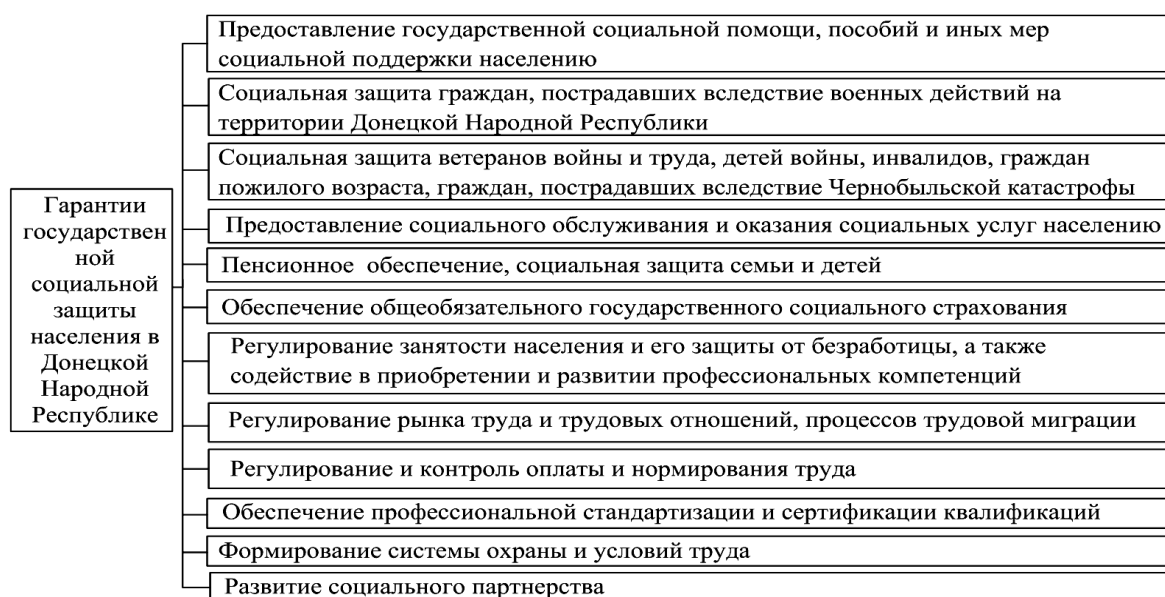 Гарантии
государствен
ной
социальной
защиты
населения в
Донецкой
Народной
Республике
Предоставление государственной социальной помощи, пособий и иных мер
социальной поддержки населению
Социальная защита граждан, пострадавших вследствие военных действий на
территории Донецкой Народной Республики
Социальная защита ветеранов войны и труда, детей войны, инвалидов, граждан
пожилого возраста, граждан, пострадавших вследствие Чернобыльской катастрофы
Предоставление социального обслуживания и оказания социальных услуг населению
Пенсионное обеспечение, социальная защита семьи и детей
Обеспечение общеобязательного государственного социального страхования
Регулирование занятости населения и его защиты от безработицы, а также
содействие в приобретении и развитии профессиональных компетенций
Регулирование рынка труда и трудовых отношений, процессов трудовой миграции
Регулирование и контроль оплаты и нормирования труда
Обеспечение профессиональной стандартизации и сертификации квалификаций
Формирование системы охраны и условий труда
Развитие социального партнерства